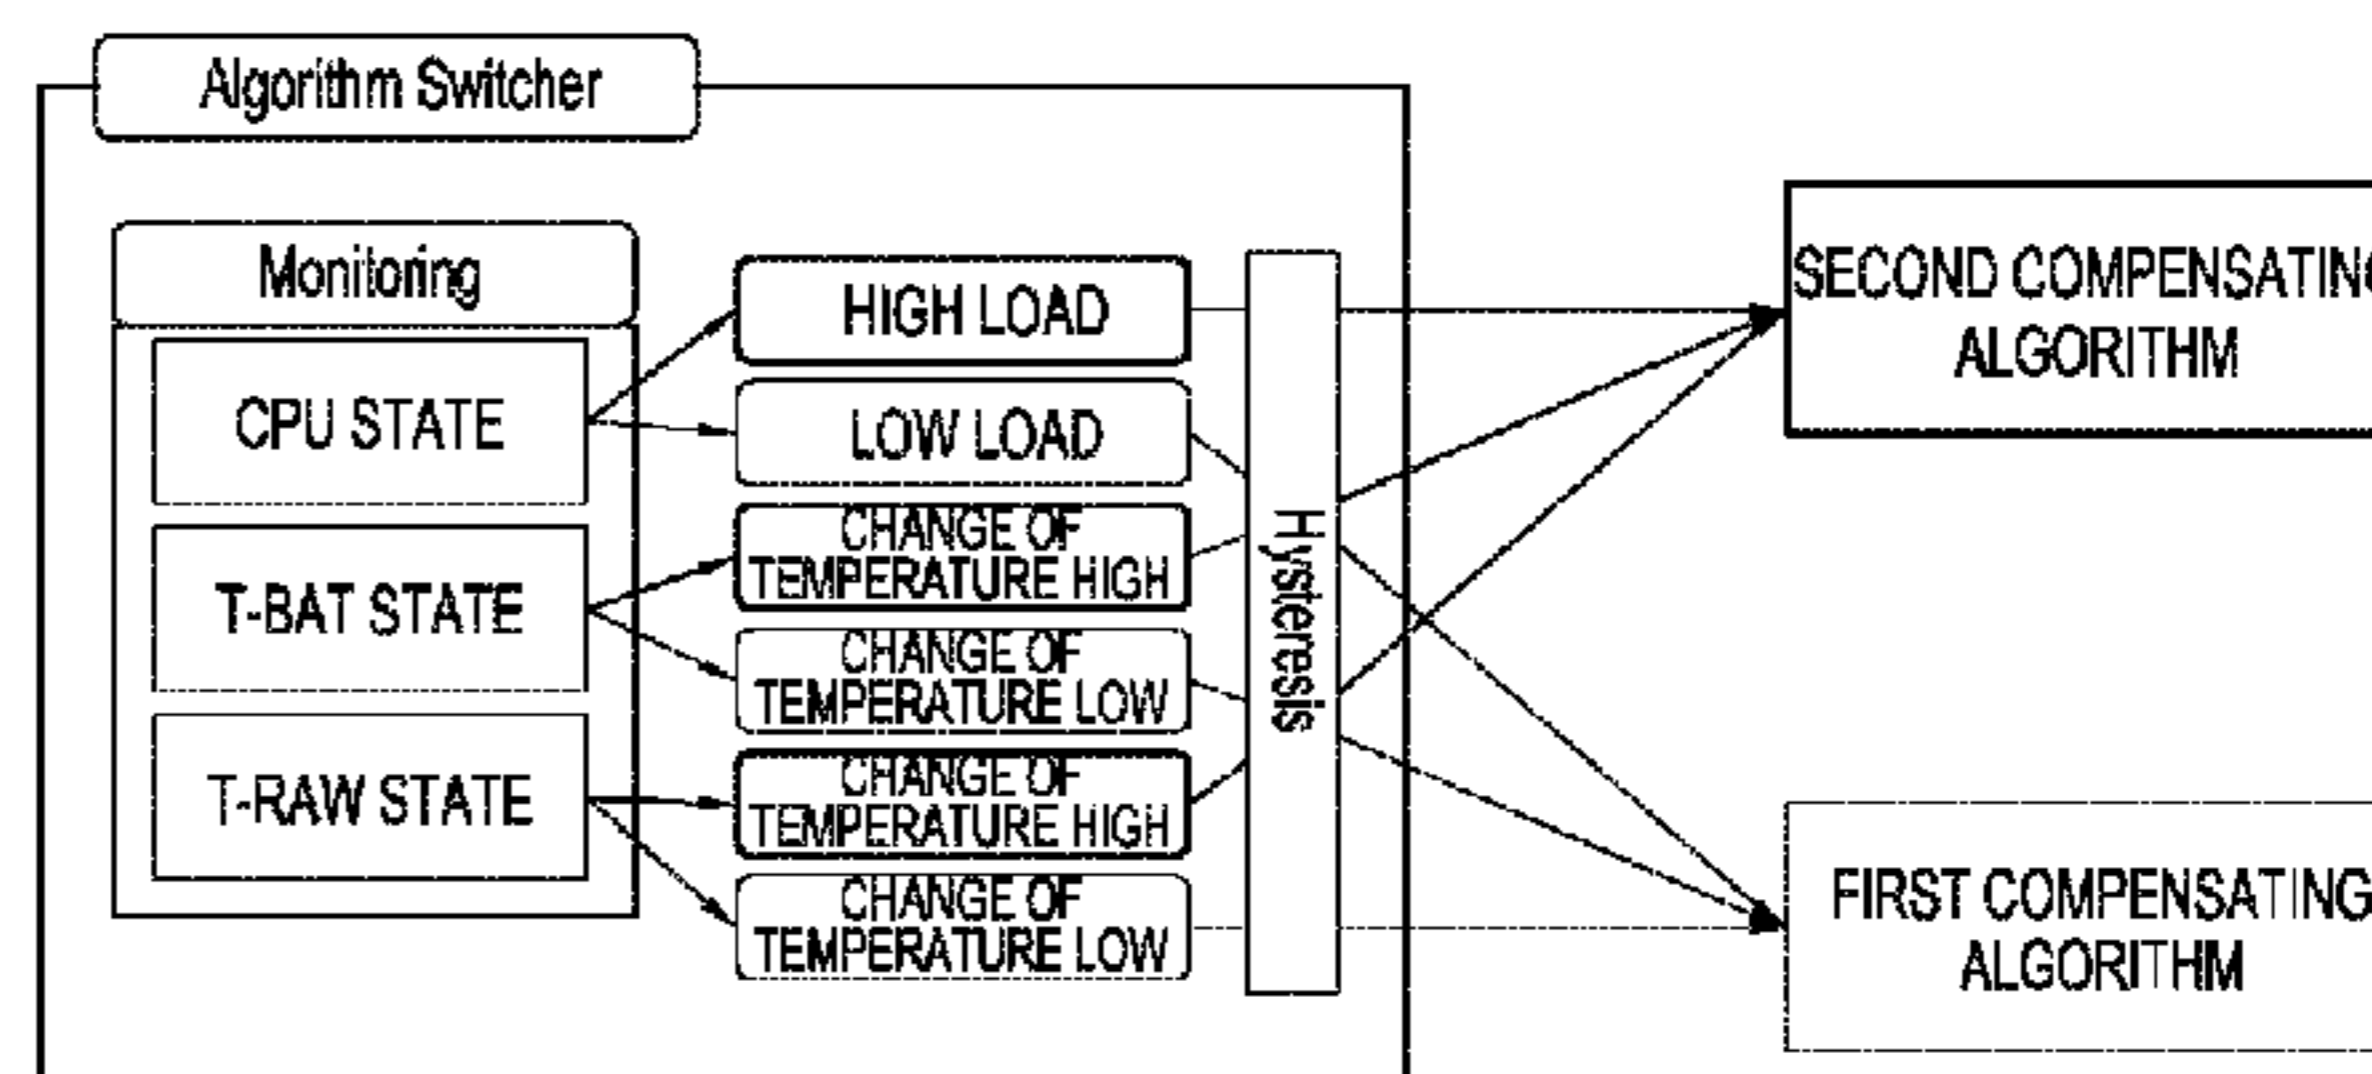 Algorithm Switcher
Monitoring
CPU STATE
T-BAT STATE
T-RAW STATE
HIGH LOAD
LOW LOAD
CHANGE OF
TEMPERATURE HIGH
CHANGE OF
TEMPERATURE LOW
CHANGE OF
TEMPERATURE HIGH
CHANGE OF
TEMPERATURE LOW
Hysteresis
SECOND COMPENSATING
ALGORITHM
FIRST COMPENSATING
ALGORITHM